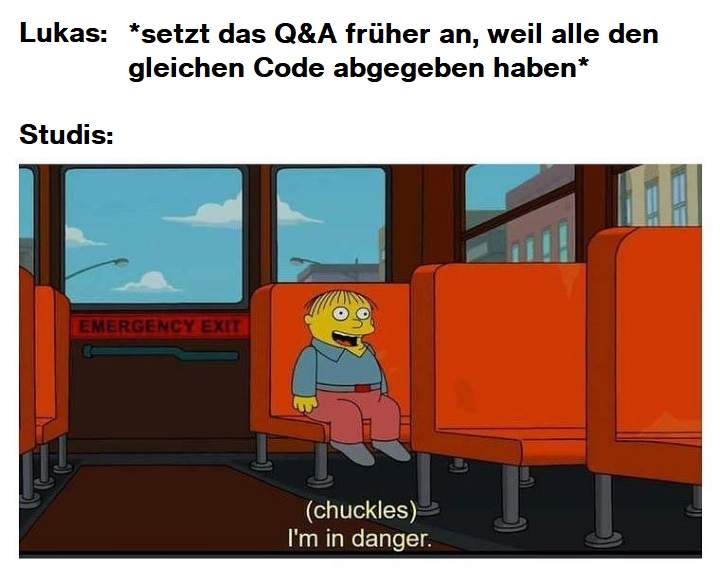 Lukas: *setzt das Q&A früher an, weil alle den
gleichen Code abgegeben haben*
Studis:
EMERGENCY EXIT
(chuckles)
I'm in danger.